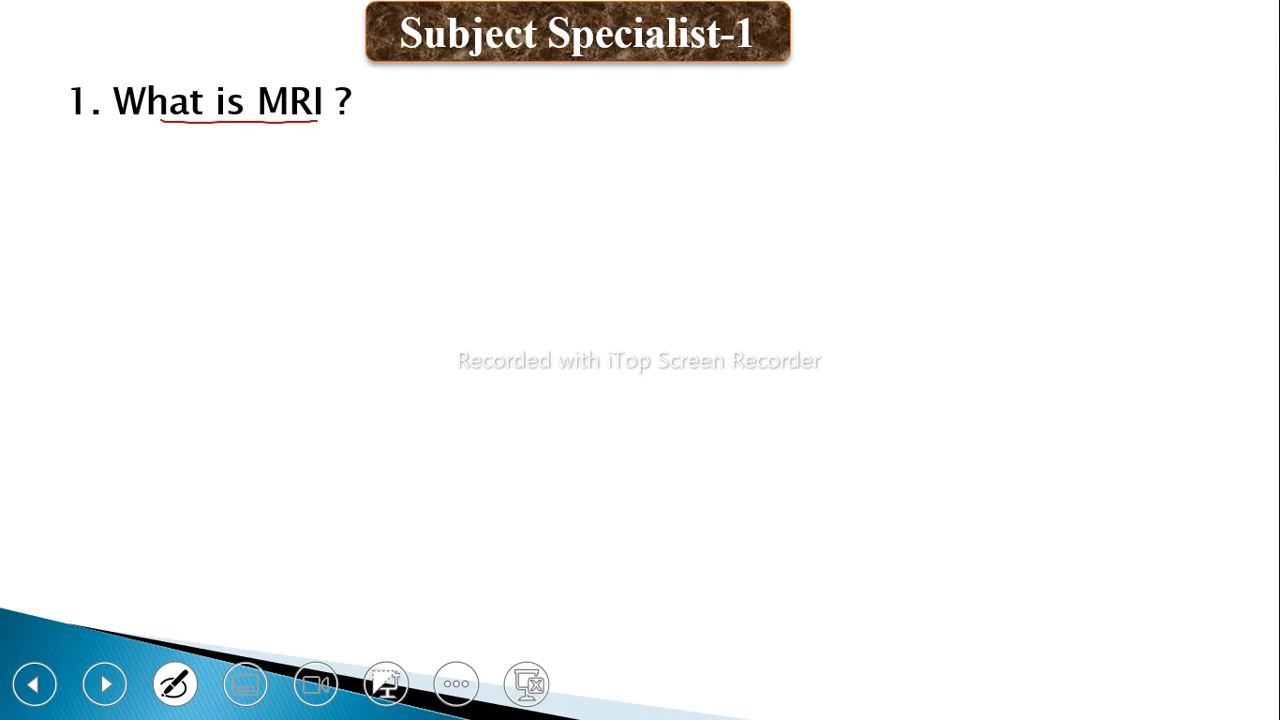 Subject Specialist-1
1. What is MRI ?
Recorded with iTop Screen Recorder